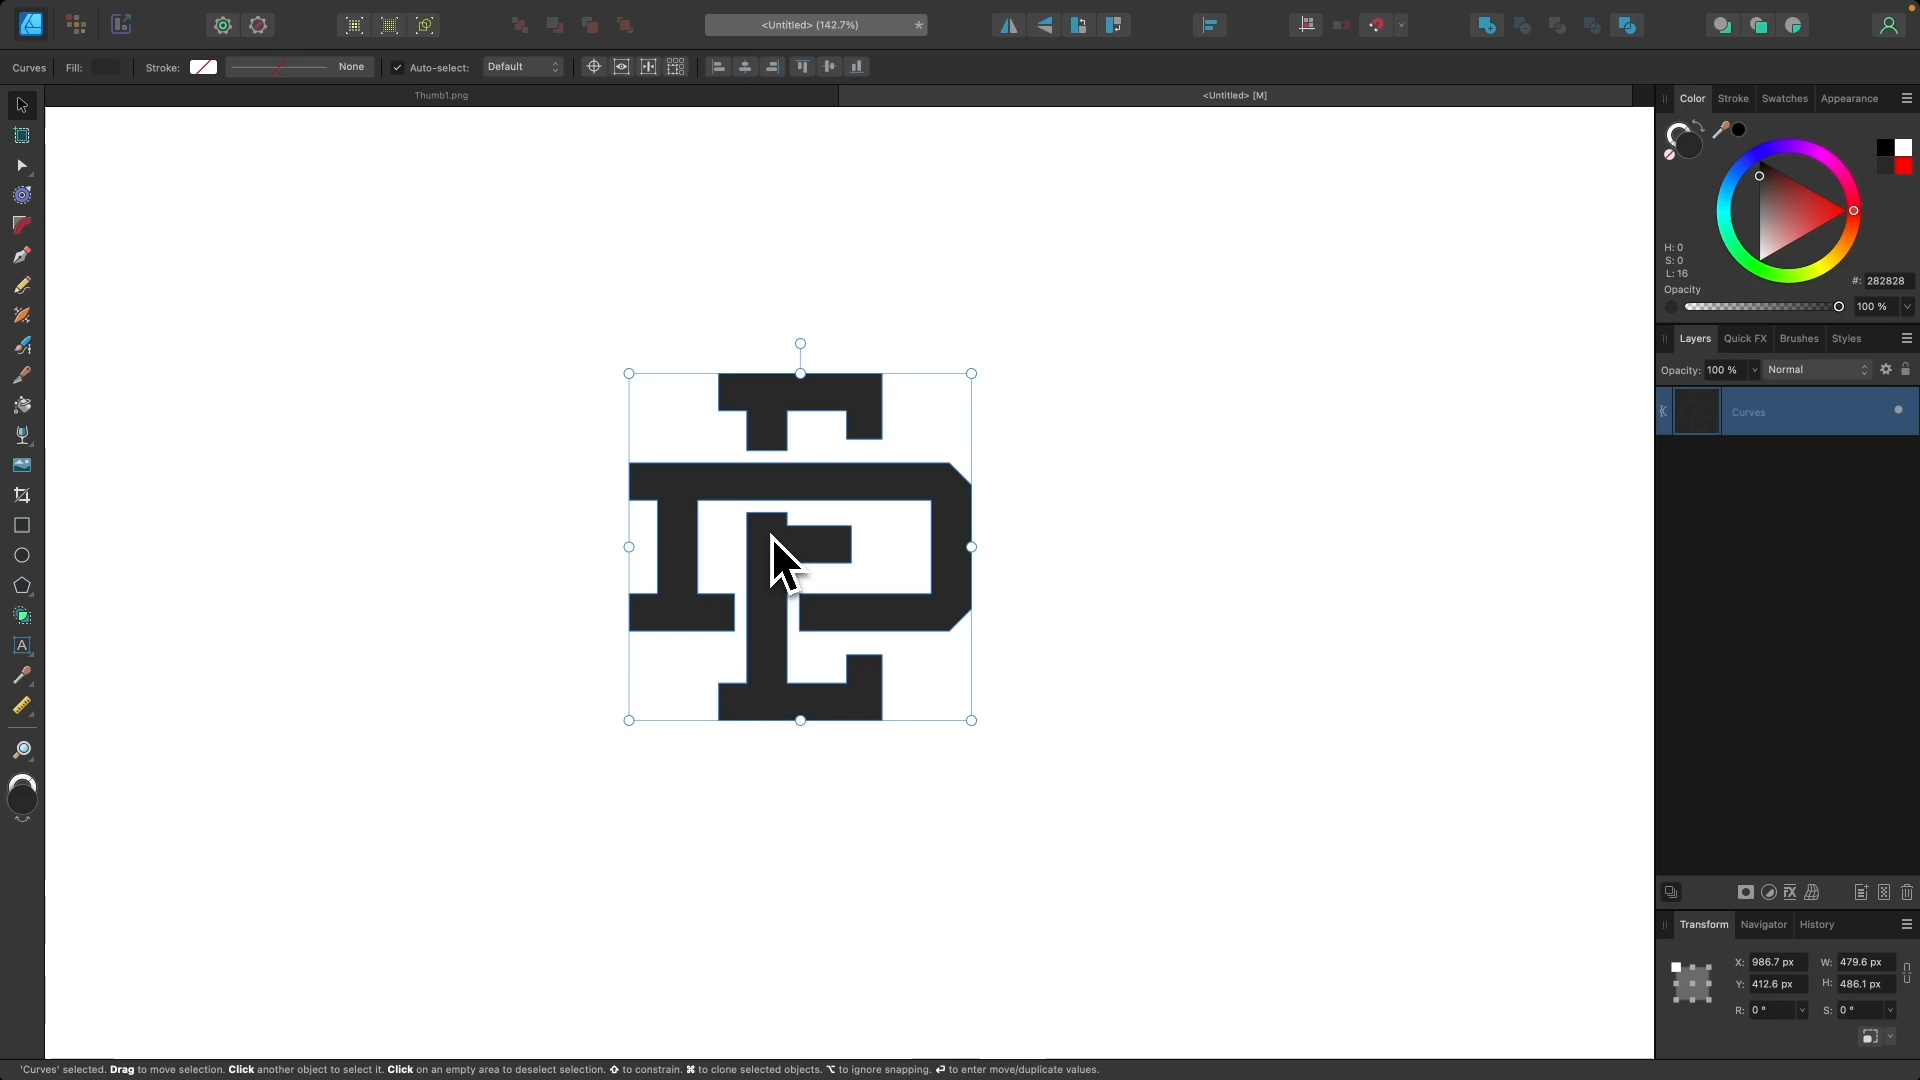 <Untitled> (142.7%)
*
Curves
Fill:
Stroke:
None
Auto-select:
Default
Thumb1.png
<Untitled> [M]
Color
Stroke
Swatches
Appearance
H: 0
S: 0
L: 16
#: 282828
Opacity
100 %
Layers
Quick FX
Brushes
Styles
Opacity: 100 %
Normal
Curves
Transform
Navigator
History
X: 986.7 px
W: 479.6 px
Y: 412.6 px
H: 486.1 px
R: 0 °
S: 0 °
'Curves' selected. Drag to move selection. Click another object to select it. Click on an empty area to deselect selection. ⇧ to constrain. ⌘ to clone selected objects. ⌥ to ignore snapping. ↵ to enter move/duplicate values.